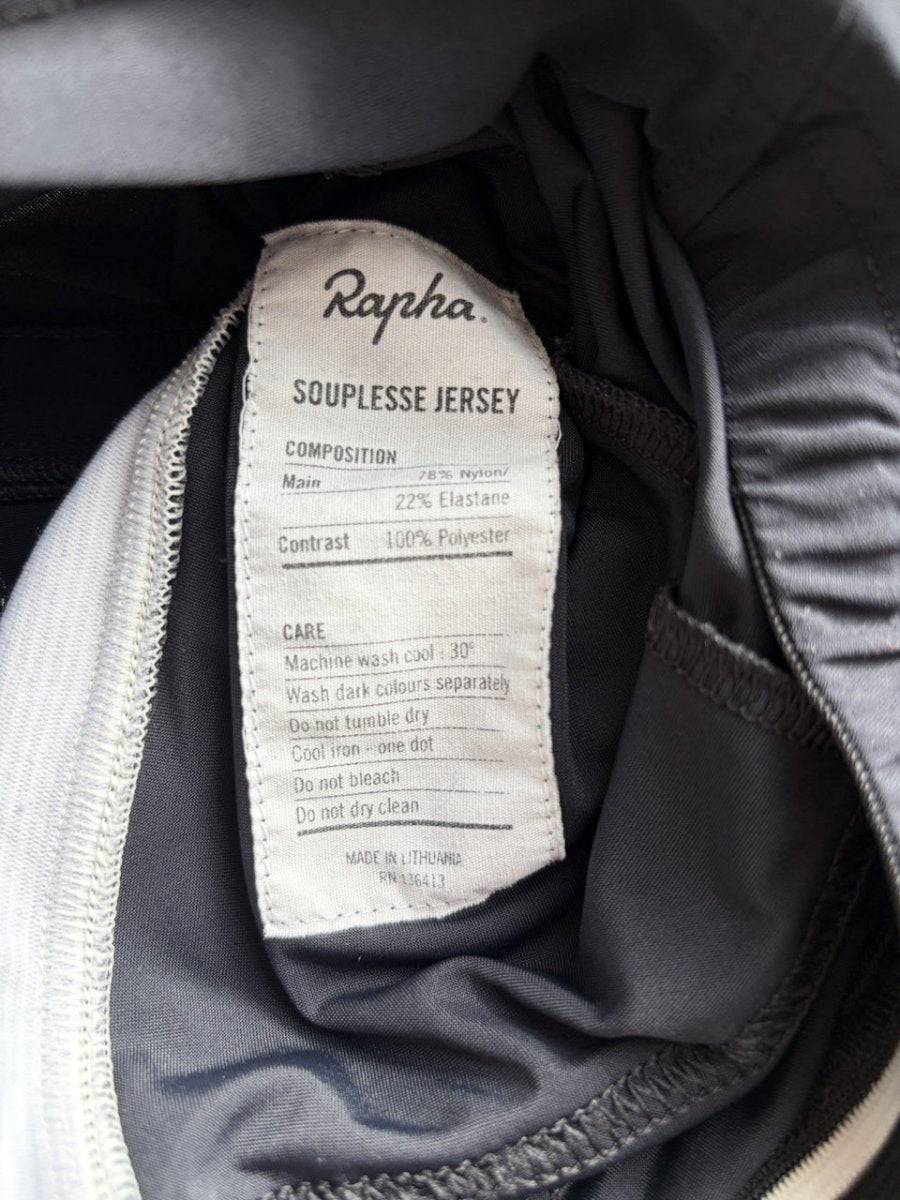 Rapha.
SOUPLESSE JERSEY
COMPOSITION
Main 78% Nylon/
22% Elastane
Contrast 100% Polyester
CARE
Machine wash cool : 30°
Wash dark colours separately
Do not tumble dry
Cool iron - one dot
Do not bleach
Do not dry clean
MADE IN LITHUANIA
RN 136413